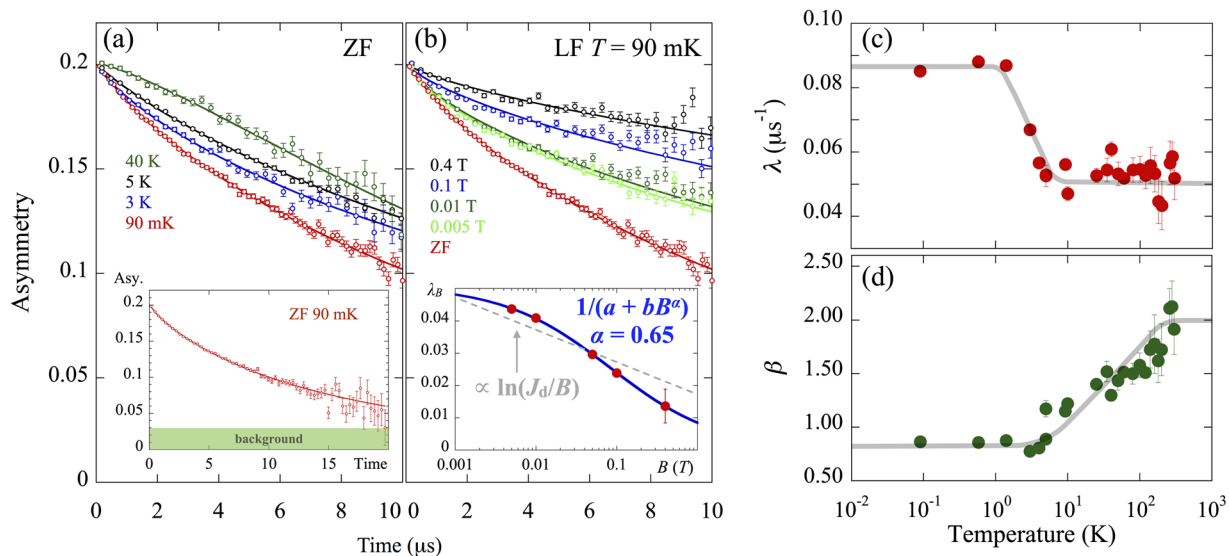 (a)
ZF
0.2
0.15
0.1
0.05
0
Asymmetry
40 K
5 K
3 K
90 mK
Asy.
0.2
0.15
0.1
0.05
0
ZF 90 mK
background
0
5
10
15
Time
0
2
4
6
8
10
(b)
LF T = 90 mK
0.4 T
0.1 T
0.01 T
0.005 T
ZF
λB
0.04
0.03
0.02
0.01
0
1/(a + bB^α)
α = 0.65
∝ ln(Jd/B)
0.001
0.01
0.1
B (T)
0
2
4
6
8
10
Time (μs)
(c)
0.10
0.08
0.06
0.04
λ (μs⁻¹)
(d)
2.50
2.00
1.50
1.00
0.50
β
10⁻²
10⁻¹
10⁰
10¹
10²
10³
Temperature (K)